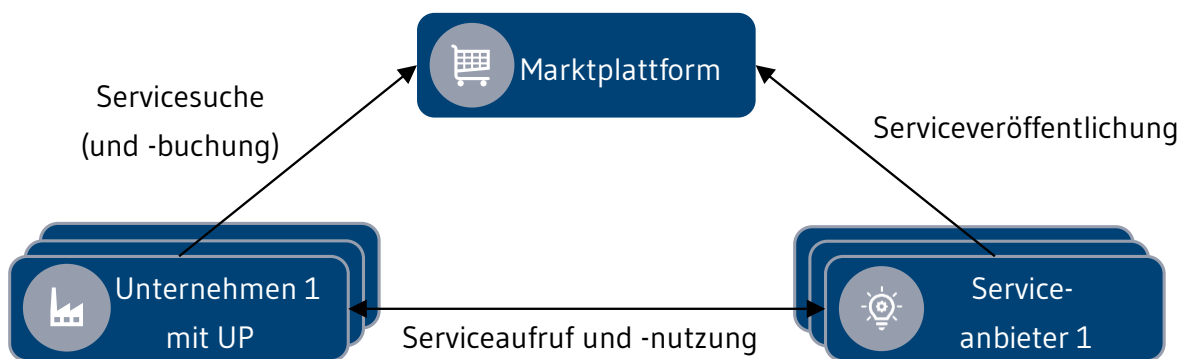 Marktplattform
Servicesuche
(und -buchung)
Serviceveröffentlichung
Unternehmen 1
mit UP
Serviceaufruf und -nutzung
Service-
anbieter 1